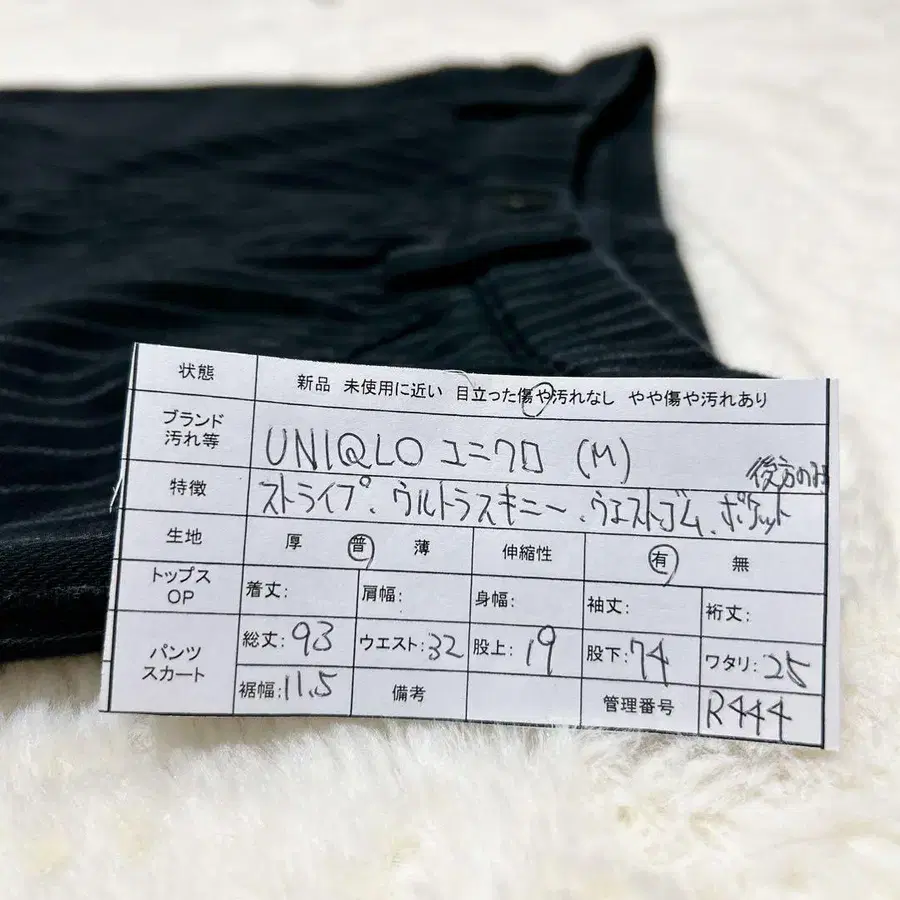 状態 新品 未使用に近い 目立った傷や汚れなし やや傷や汚れあり
ブランド
汚れ等 UNIQLO ユニクロ (M)
後方のみ
特徴 ストライプ、ウルトラスキニー、ウエストゴム、ポケット
生地 厚 普 薄 伸縮性 有 無
トップス
OP 着丈: 肩幅: 身幅: 袖丈: 裄丈:
パンツ
スカート 総丈:93 ウエスト:32 股上:19 股下:74 ワタリ:25
裾幅:11.5 備考 管理番号 R444